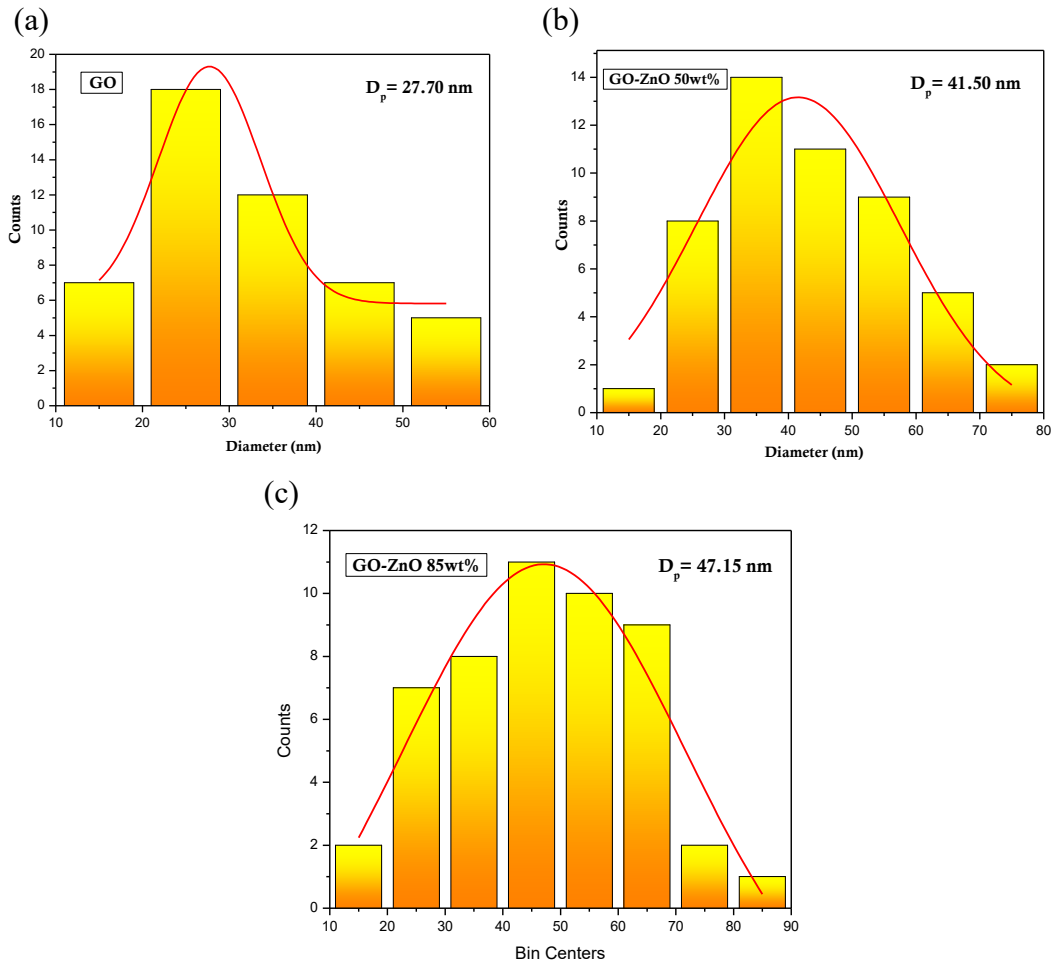 (a)
GO
D_p = 27.70 nm
Counts
20
18
16
14
12
10
8
6
4
2
0
10 20 30 40 50 60
Diameter (nm)
(b)
GO-ZnO 50wt%
D_p = 41.50 nm
Counts
14
12
10
8
6
4
2
0
10 20 30 40 50 60 70 80
Diameter (nm)
(c)
GO-ZnO 85wt%
D_p = 47.15 nm
Counts
12
10
8
6
4
2
0
10 20 30 40 50 60 70 80 90
Bin Centers